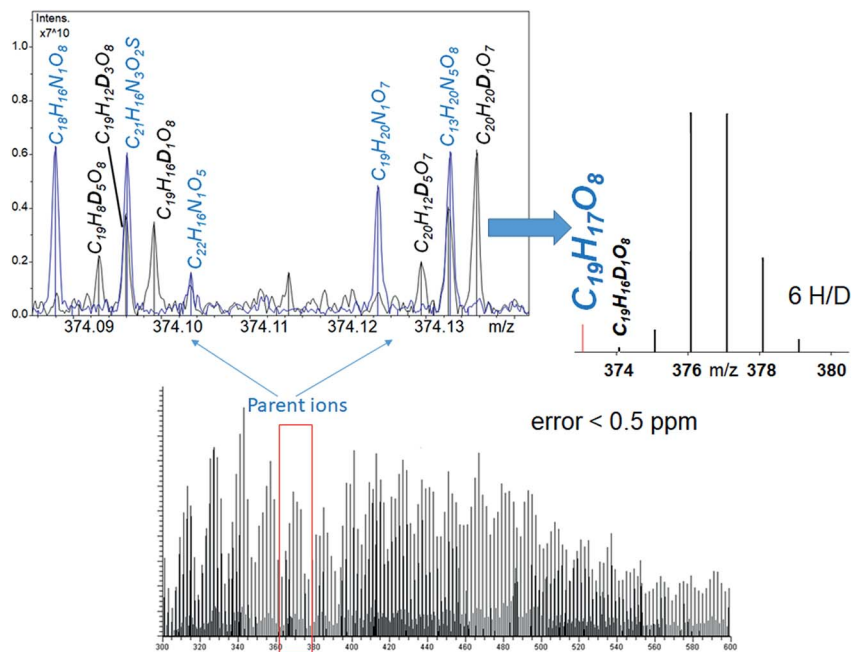 Intens.
x7^10
1.0
0.8
0.6
0.4
0.2
0.0
C18H16N1O8
C19H8D5O8
C19H12D3O8
C21H16N3O2S
C19H16D1O8
C22H16N1O5
C19H20N1O7
C20H12D5O7
C13H20N5O8
C20H20D1O7
374.09 374.10 374.11 374.12 374.13 m/z
C19H17O8
C19H16D1O8
6 H/D
374 376 m/z 378 380
Parent ions
error < 0.5 ppm
300 320 340 360 380 400 420 440 460 480 500 520 540 560 580 600